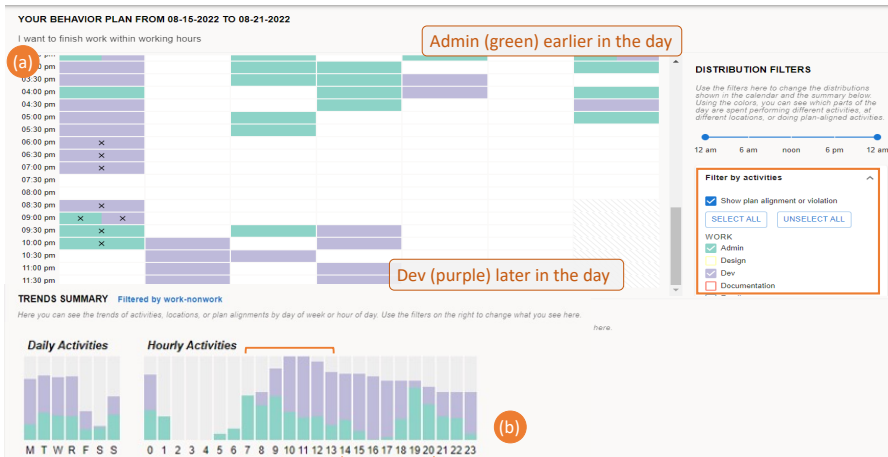 YOUR BEHAVIOR PLAN FROM 08-15-2022 TO 08-21-2022
I want to finish work within working hours
Admin (green) earlier in the day
(a)
pm
pm
03:30 pm
04:00 pm
04:30 pm
05:00 pm
05:30 pm
06:00 pm
06:30 pm
07:00 pm
07:30 pm
08:00 pm
08:30 pm
09:00 pm
09:30 pm
10:00 pm
10:30 pm
11:00 pm
11:30 pm
Dev (purple) later in the day
DISTRIBUTION FILTERS
Use the filters here to change the distributions
shown in the calendar and the summary below.
Using the colors, you can see which parts of the
day are spent performing different activities, at
different locations, or doing plan-aligned activities.
12 am 6 am noon 6 pm 12 am
Filter by activities
Show plan alignment or violation
SELECT ALL UNSELECT ALL
WORK
Admin
Design
Dev
Documentation
TRENDS SUMMARY Filtered by work-nonwork
Here you can see the trends of activities, locations, or plan alignments by day of week or hour of day. Use the filters on the right to change what you see here.
here.
Daily Activities Hourly Activities
(b)
M T W R F S S 0 1 2 3 4 5 6 7 8 9 10 11 12 13 14 15 16 17 18 19 20 21 22 23